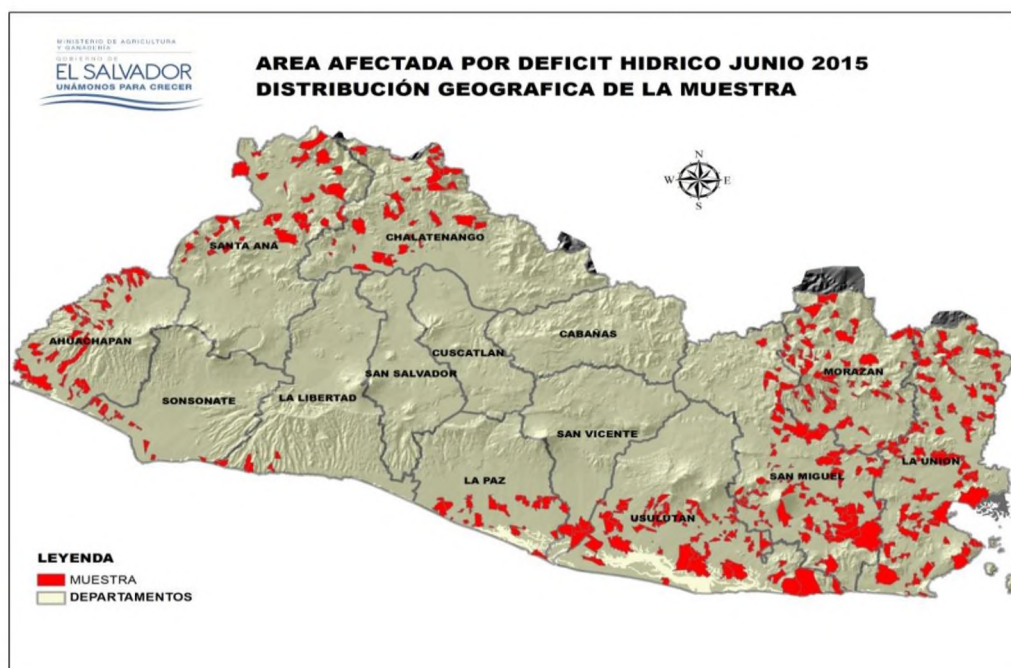 MINISTERIO DE AGRICULTURA
Y GANADERÍA
GOBIERNO DE
EL SALVADOR
UNÁMONOS PARA CRECER
AREA AFECTADA POR DEFICIT HIDRICO JUNIO 2015
DISTRIBUCIÓN GEOGRAFICA DE LA MUESTRA
N
W E
S
SANTA ANÁ
CHALATENANGO
AHUACHAPAN
CABAÑAS
CUSCATLAN
SAN SALVADOR
MORAZAN
SONSONATE
LA LIBERTAD
SAN VICENTE
LA UNION
LA PAZ
SAN MIGUEL
USULUTAN
LEYENDA
MUESTRA
DEPARTAMENTOS